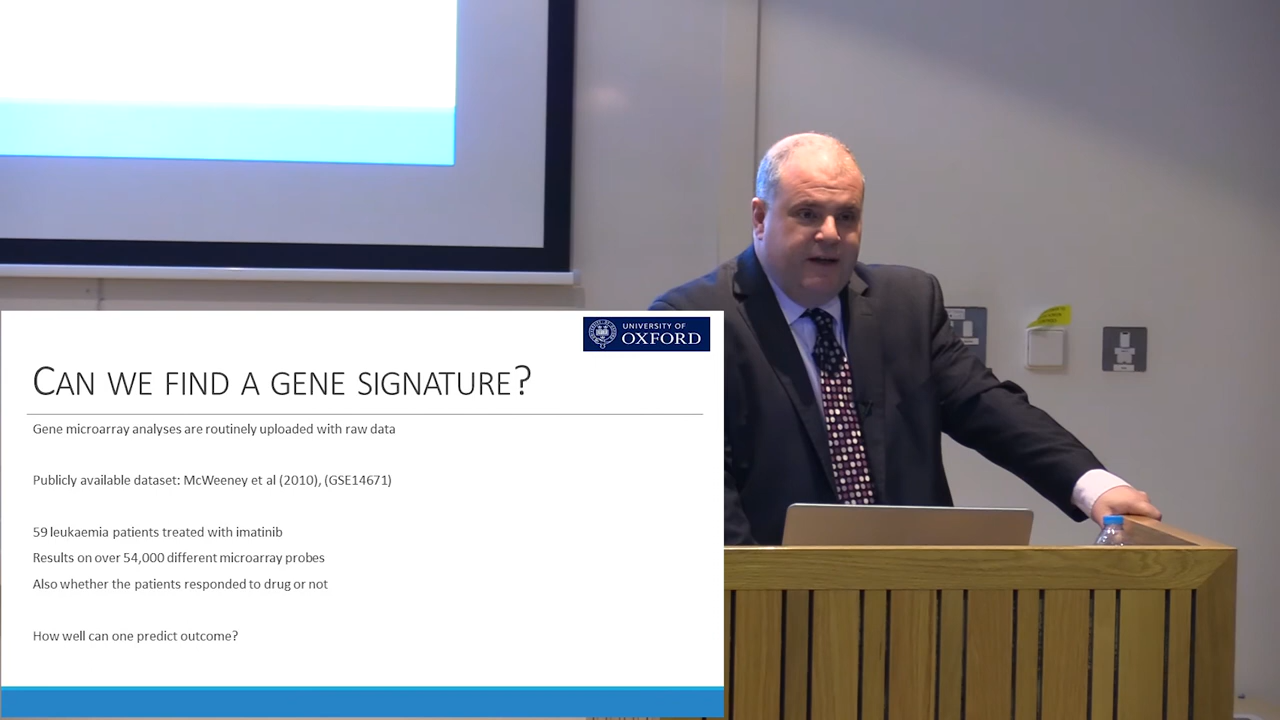 UNIVERSITY OF
OXFORD
CAN WE FIND A GENE SIGNATURE?
Gene microarray analyses are routinely uploaded with raw data
Publicly available dataset: McWeeney et al (2010), (GSE14671)
59 leukaemia patients treated with imatinib
Results on over 54,000 different microarray probes
Also whether the patients responded to drug or not
How well can one predict outcome?